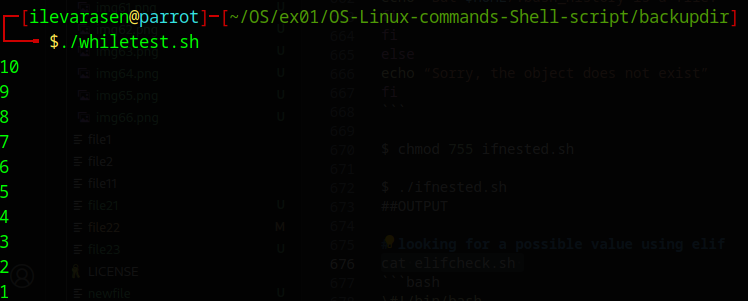 [ilevarasen@parrot]─[~/OS/ex01/OS-Linux-commands-Shell-script/backupdir]
$./whiletest.sh
10
9
8
7
6
5
4
3
2
1
img64.png
img65.png
img66.png
U
U
U
file1
file2
file11
file21
U
file22
M
file23
U
LICENSE
newfile
U
664
fi
665
else
666
echo "Sorry, the object does not exist"
667
fi
668
```
669
670
$ chmod 755 ifnested.sh
671
672
$ ./ifnested.sh
673
##OUTPUT
674
675
looking for a possible value using elif
676
cat elifcheck.sh
677
```bash
678